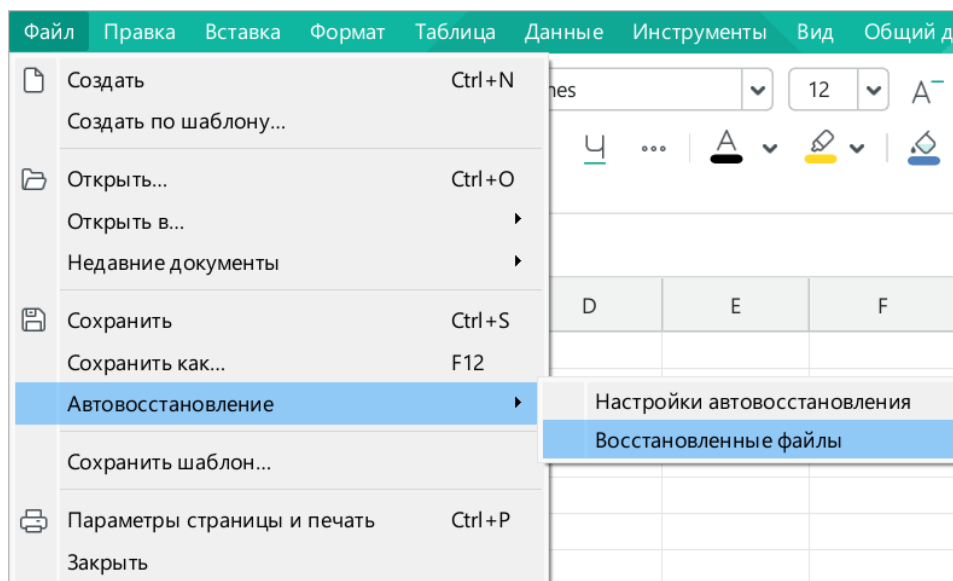 Файл Правка Вставка Формат Таблица Данные Инструменты Вид Общий
Создать Ctrl+N
Создать по шаблону...
Открыть... Ctrl+O
Открыть в...
Недавние документы
Сохранить Ctrl+S
Сохранить как... F12
Автовосстановление
Сохранить шаблон...
Параметры страницы и печать Ctrl+P
Закрыть
12 A
Ч A
D E F
Настройки автовосстановления
Восстановленные файлы